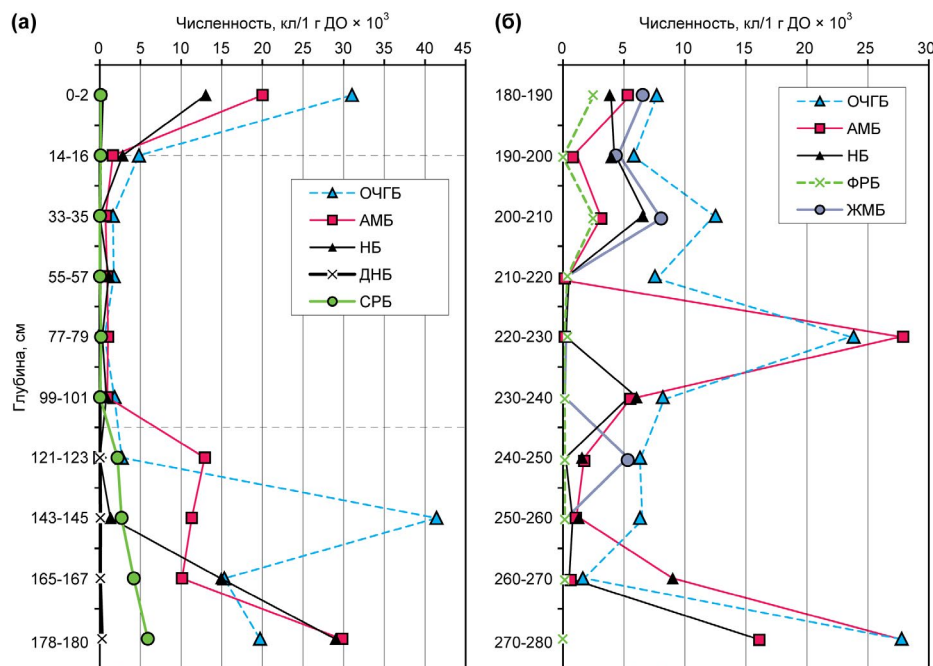 (а)
Численность, кл/1 г ДО × 10³
0 5 10 15 20 25 30 35 40 45
Глубина, см
0-2
14-16
33-35
55-57
77-79
99-101
121-123
143-145
165-167
178-180
ОЧГБ
АМБ
НБ
ДНБ
СРБ
(б)
Численность, кл/1 г ДО × 10³
0 5 10 15 20 25 30
180-190
190-200
200-210
210-220
220-230
230-240
240-250
250-260
260-270
270-280
ОЧГБ
АМБ
НБ
ФРБ
ЖМБ